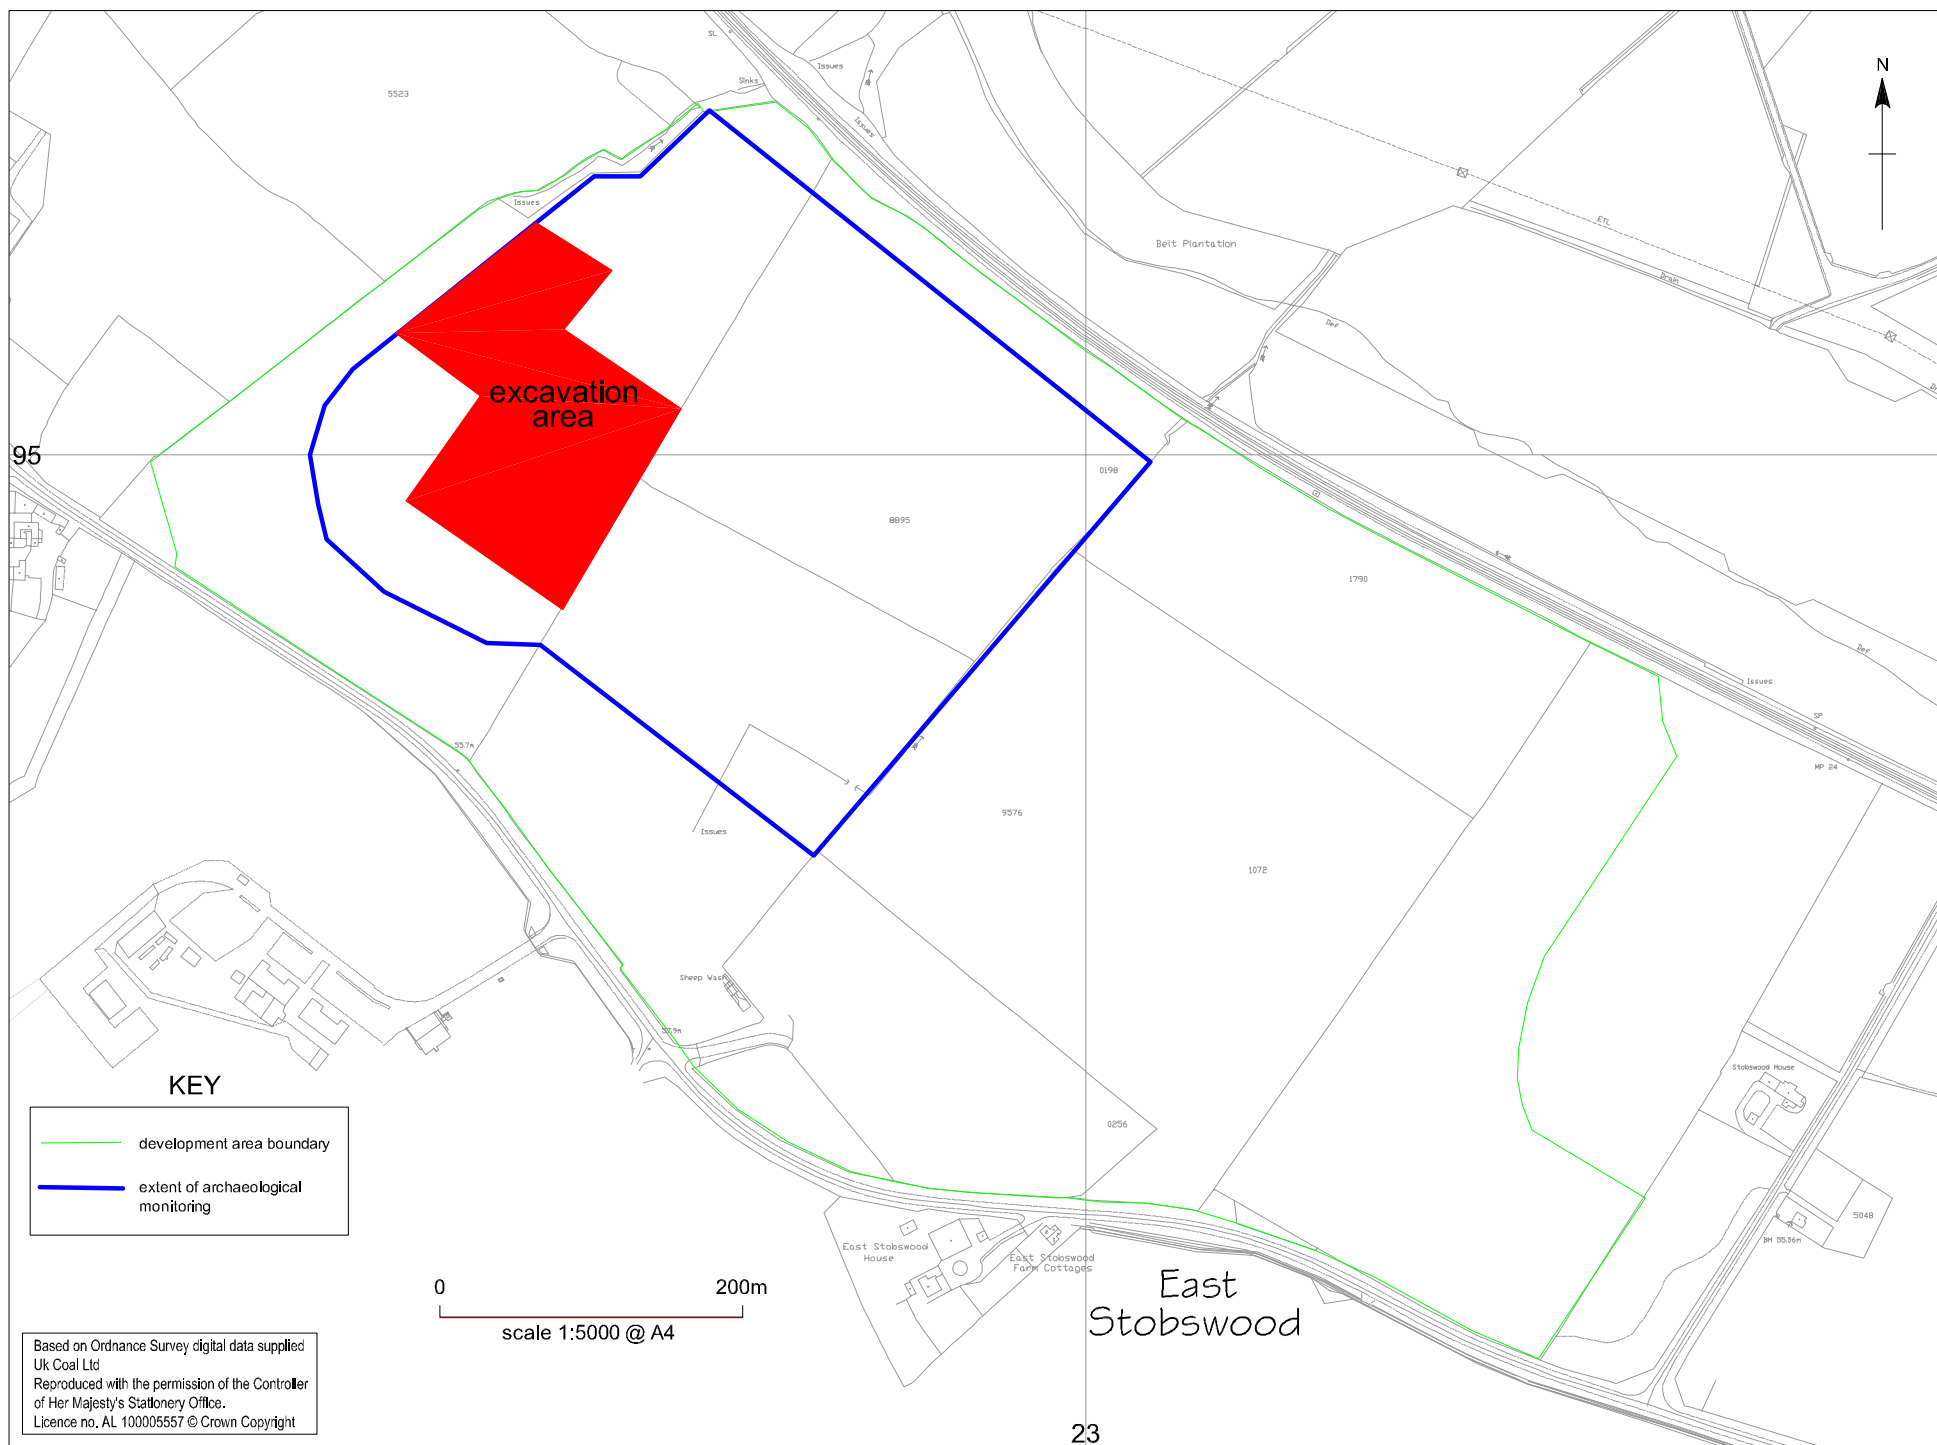 SL
Issues
Sinks
5523
Issues
N
ETL
Belt Plantation
Drain
Issues
Def
excavation
area
95
0198
8895
1790
Def
Issues
SP
55.7m
MP 24
9576
Issues
1072
Sheep Wash
57.9m
Stobswood House
KEY
development area boundary
extent of archaeological
monitoring
0256
5048
BM 55.56m
East Stobswood
House
East Stobswood
Farm Cottages
East
Stobswood
0 200m
scale 1:5000 @ A4
Based on Ordnance Survey digital data supplied
Uk Coal Ltd
Reproduced with the permission of the Controller
of Her Majesty's Stationery Office.
Licence no. AL 100005557 © Crown Copyright
23